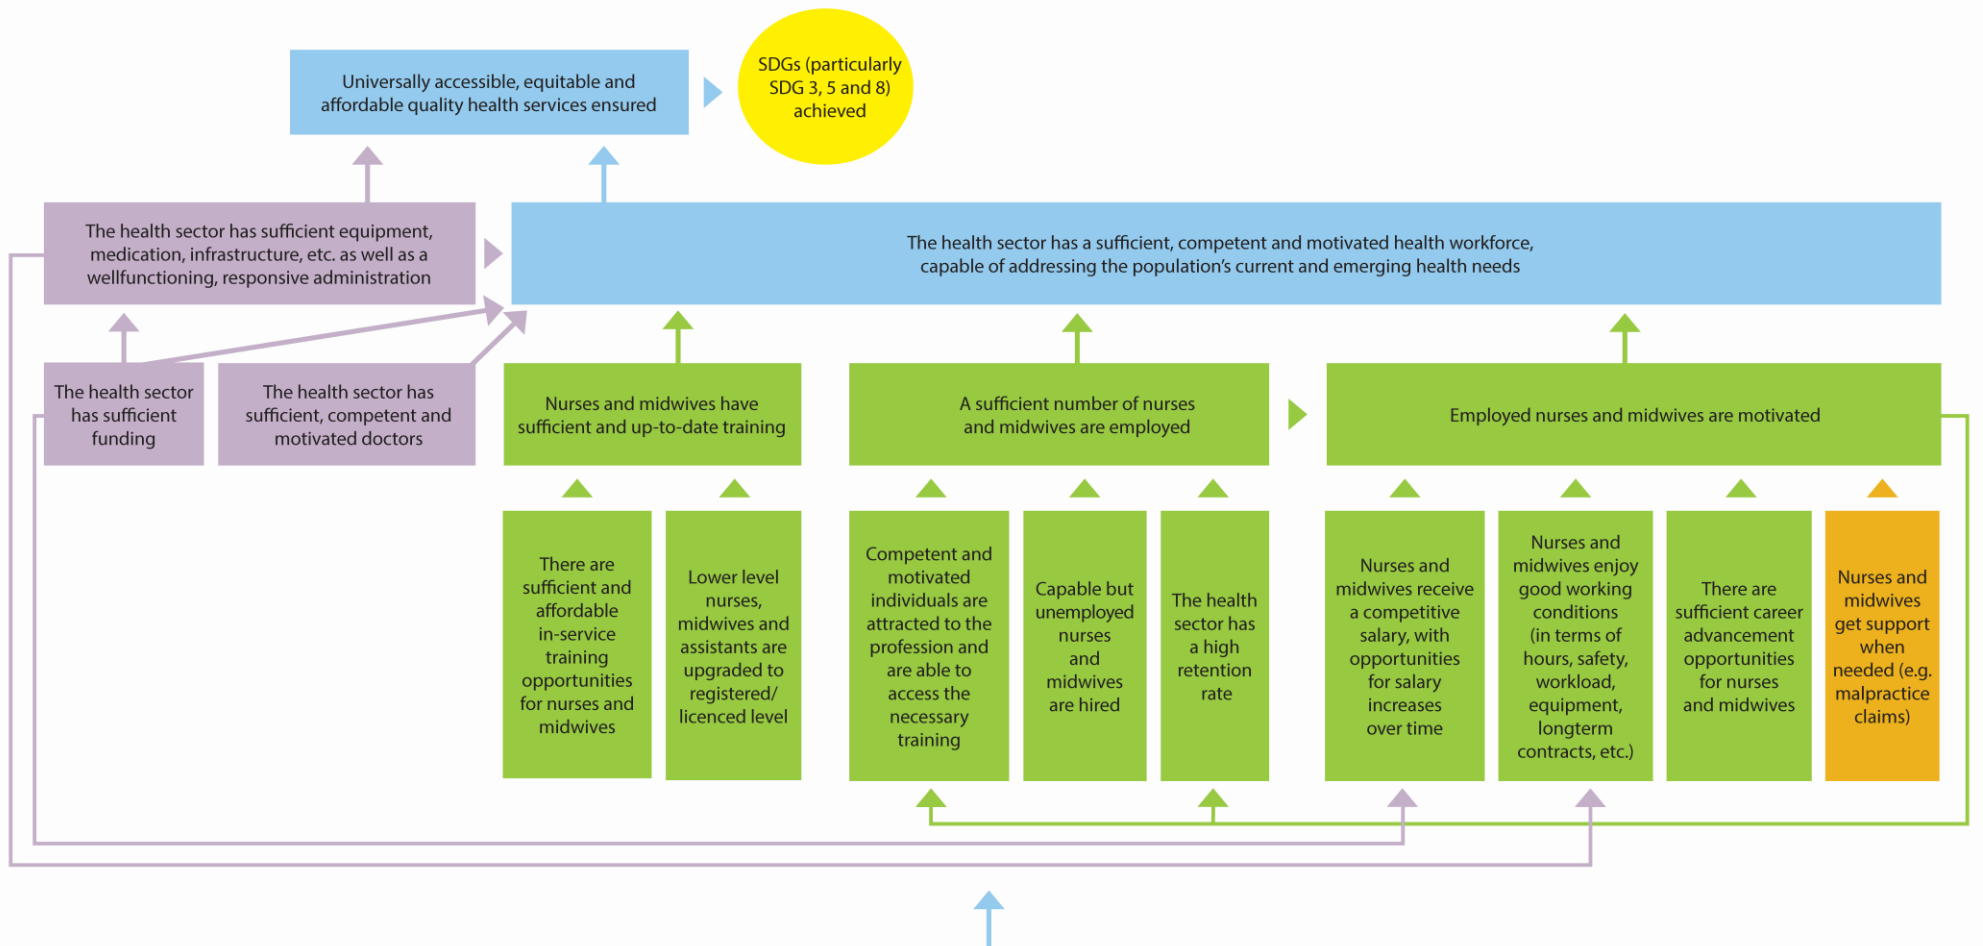 Universally accessible, equitable and
affordable quality health services ensured
SDGs (particularly
SDG 3, 5 and 8)
achieved
The health sector has sufficient equipment,
medication, infrastructure, etc. as well as a
wellfunctioning, responsive administration
The health sector has a sufficient, competent and motivated health workforce,
capable of addressing the population’s current and emerging health needs
The health sector
has sufficient
funding
The health sector has
sufficient, competent and
motivated doctors
Nurses and midwives have
sufficient and up-to-date training
A sufficient number of nurses
and midwives are employed
Employed nurses and midwives are motivated
There are
sufficient and
affordable
in-service
training
opportunities
for nurses and
midwives
Lower level
nurses,
midwives and
assistants are
upgraded to
registered/
licenced level
Competent and
motivated
individuals are
attracted to the
profession and
are able to
access the
necessary
training
Capable but
unemployed
nurses
and
midwives
are hired
The health
sector has
a high
retention
rate
Nurses and
midwives receive
a competitive
salary, with
opportunities
for salary
increases
over time
Nurses and
midwives enjoy
good working
conditions
(in terms of
hours, safety,
workload,
equipment,
longterm
contracts, etc.)
There are
sufficient career
advancement
opportunities
for nurses
and midwives
Nurses and
midwives
get support
when
needed (e.g.
malpractice
claims)